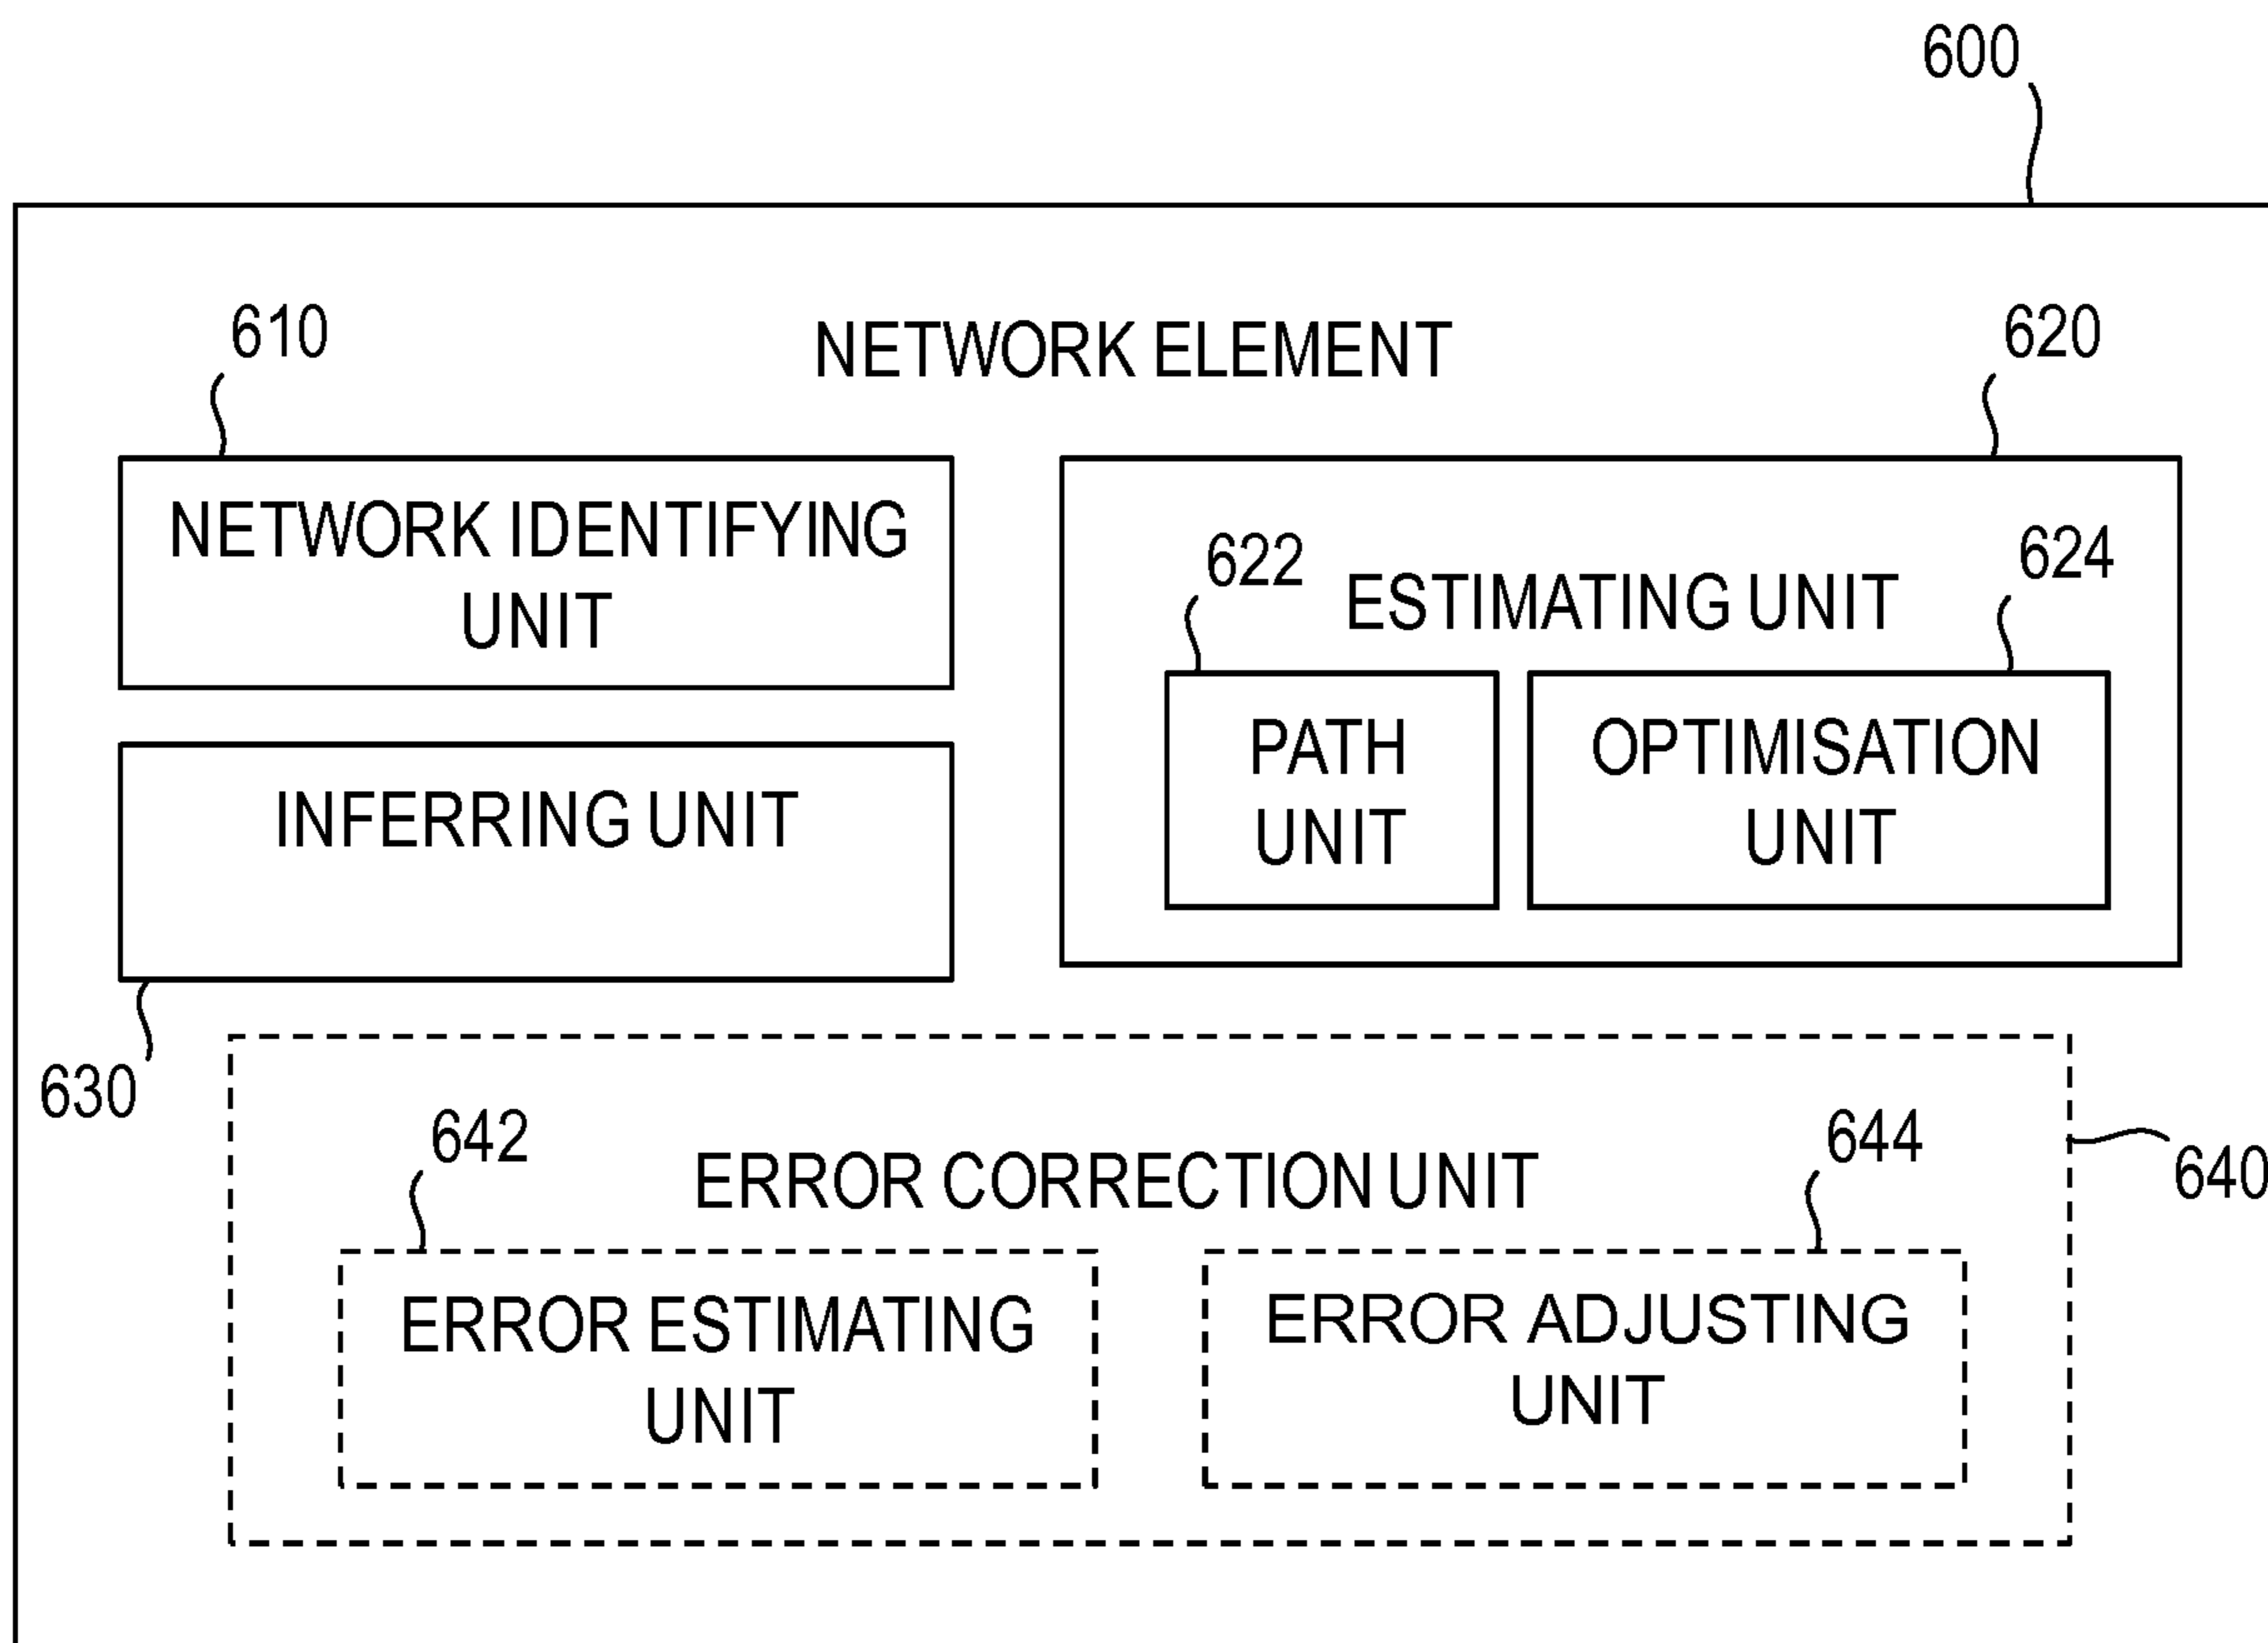 600
610
NETWORK ELEMENT
620
NETWORK IDENTIFYING
UNIT
622
ESTIMATING UNIT
624
PATH
UNIT
OPTIMISATION
UNIT
INFERRING UNIT
630
642
ERROR CORRECTION UNIT
644
640
ERROR ESTIMATING
UNIT
ERROR ADJUSTING
UNIT